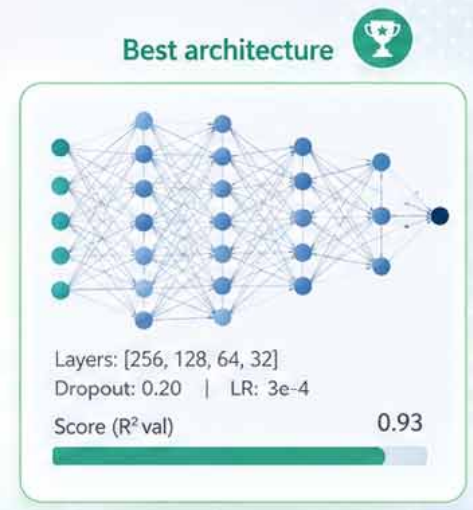 Best architecture
Layers: [256, 128, 64, 32]
Dropout: 0.20 | LR: 3e-4
Score (R² val) 0.93